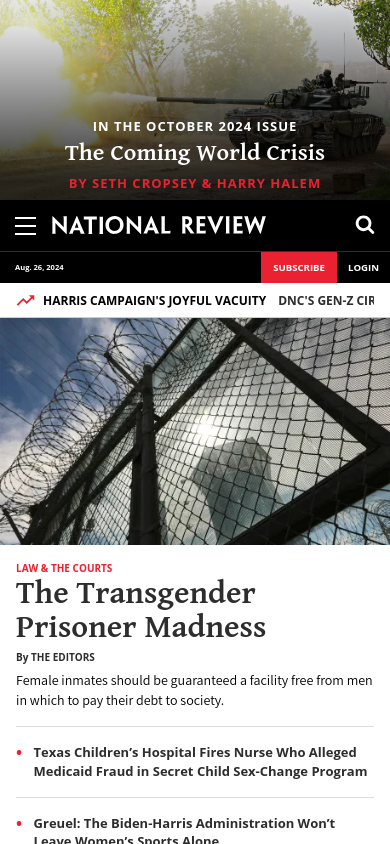 IN THE OCTOBER 2024 ISSUE
The Coming World Crisis
BY SETH CROPSEY & HARRY HALEM
NATIONAL REVIEW
Aug. 26, 2024
SUBSCRIBE
LOGIN
HARRIS CAMPAIGN'S JOYFUL VACUITY DNC'S GEN-Z CIR
LAW & THE COURTS
The Transgender
Prisoner Madness
By THE EDITORS
Female inmates should be guaranteed a facility free from men
in which to pay their debt to society.
• Texas Children’s Hospital Fires Nurse Who Alleged
Medicaid Fraud in Secret Child Sex-Change Program
• Greuel: The Biden-Harris Administration Won’t
Leave Women’s Sports Alone